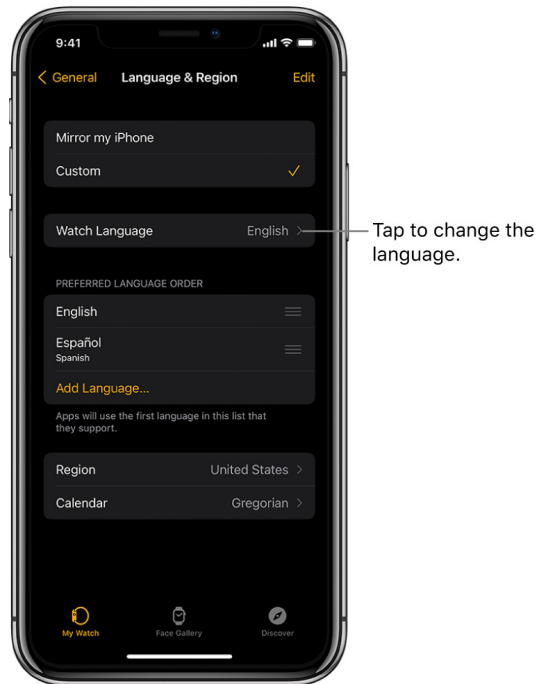 9:41
General Language & Region Edit
Mirror my iPhone
Custom
Watch Language English
Tap to change the
language.
PREFERRED LANGUAGE ORDER
English
Español
Spanish
Add Language...
Apps will use the first language in this list that
they support.
Region United States
Calendar Gregorian
My Watch Face Gallery Discover